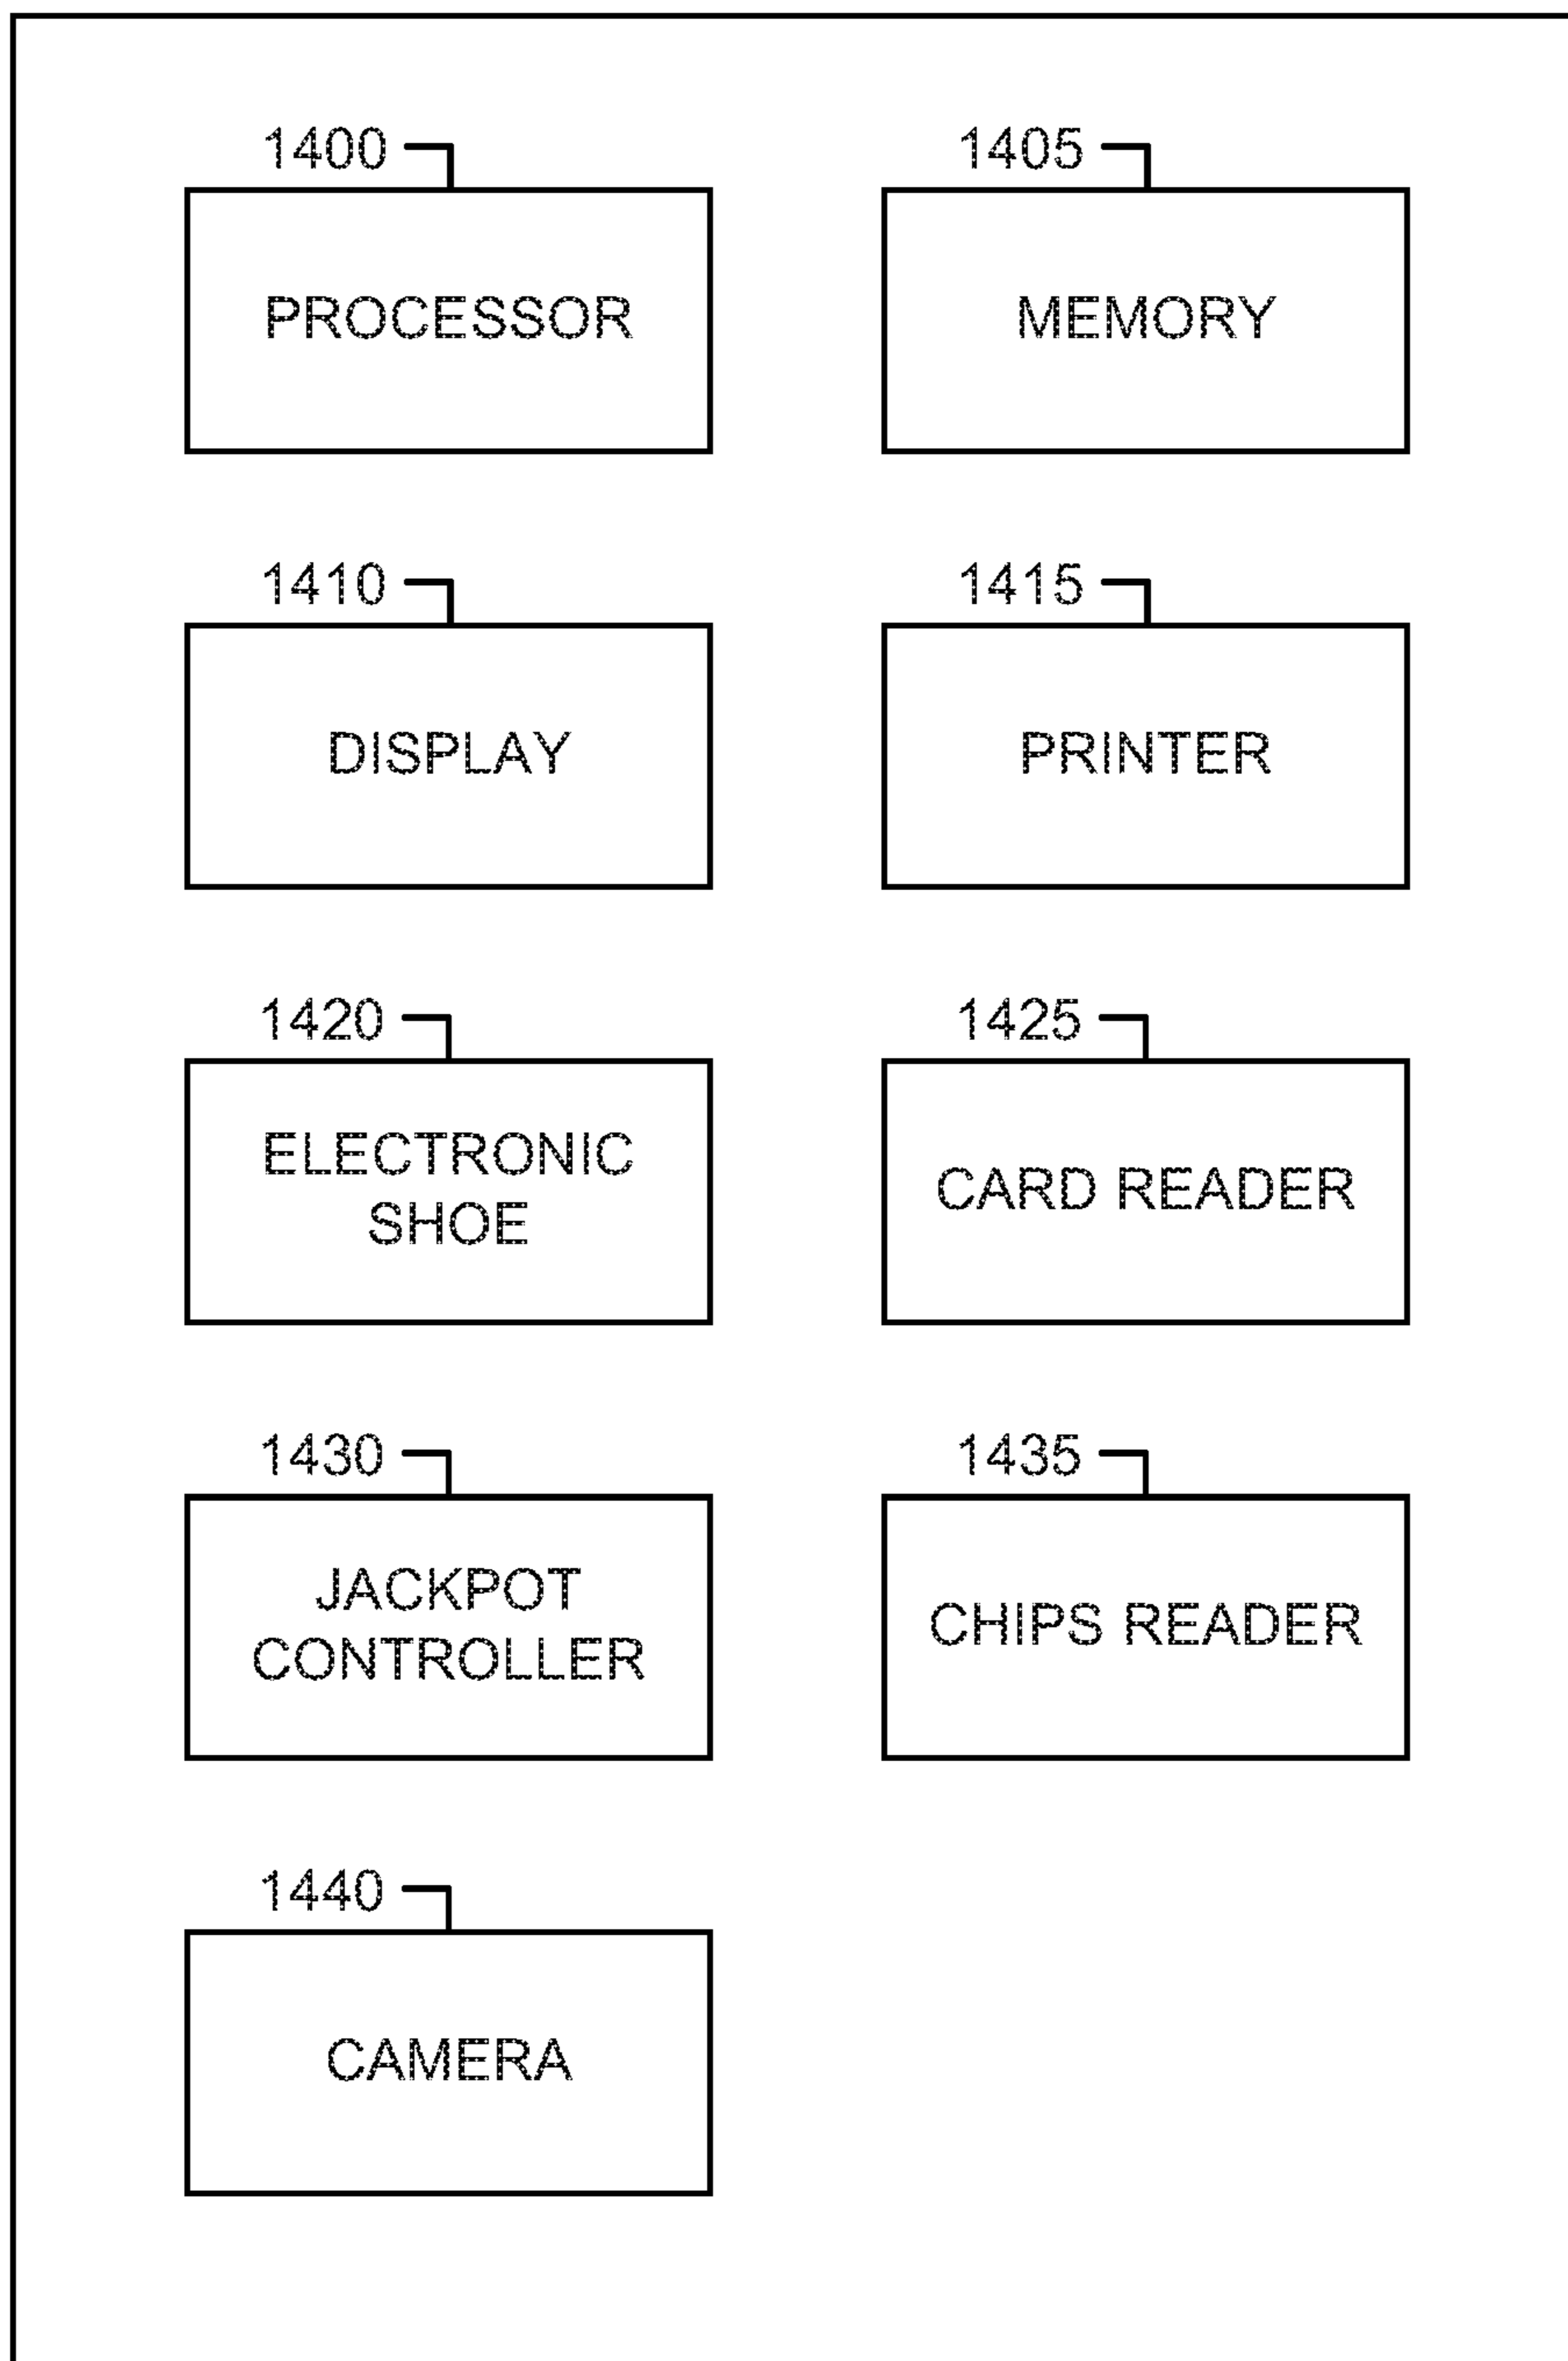 1400
PROCESSOR
1405
MEMORY
1410
DISPLAY
1415
PRINTER
1420
ELECTRONIC
SHOE
1425
CARD READER
1430
JACKPOT
CONTROLLER
1435
CHIPS READER
1440
CAMERA